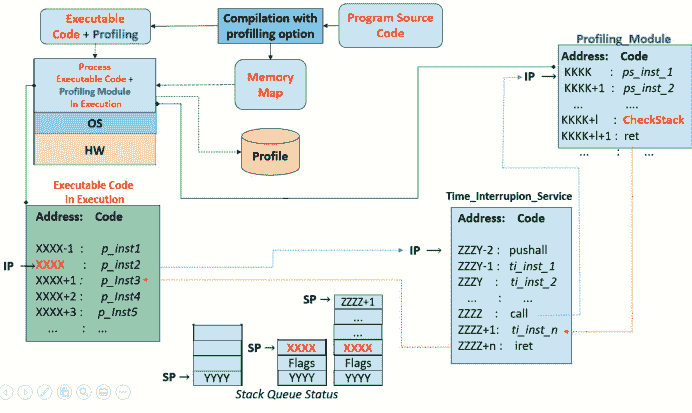 Executable
Code + Profiling
Compilation with
profilling option
Program Source
Code
Profiling_Module
Address: Code
IP
KKKK : ps_inst_1
KKKK+1 : ps_inst_2
... ....
KKKK+l : CheckStack
KKKK+l+1 : ret
... : ...
Process
Executable Code +
Profiling Module
In Execution
OS
HW
Memory
Map
Profile
Executable Code
In Execution
Address: Code
XXXX-1 : p_inst1
IP
XXXX : p_inst2
XXXX+1 : p_Inst3
XXXX+2 : p_Inst4
XXXX+3 : p_Inst5
... : ...
Time_Interrupion_Service
Address: Code
IP
ZZZY-2 : pushall
ZZZY-1 : ti_inst_1
ZZZY : ti_inst_2
... : ...
ZZZZ : call
ZZZZ+1: ti_inst_n
ZZZZ+n : iret
SP
YYYY
SP
XXXX
Flags
YYYY
SP
ZZZZ+1
...
...
XXXX
Flags
YYYY
Stack Queue Status